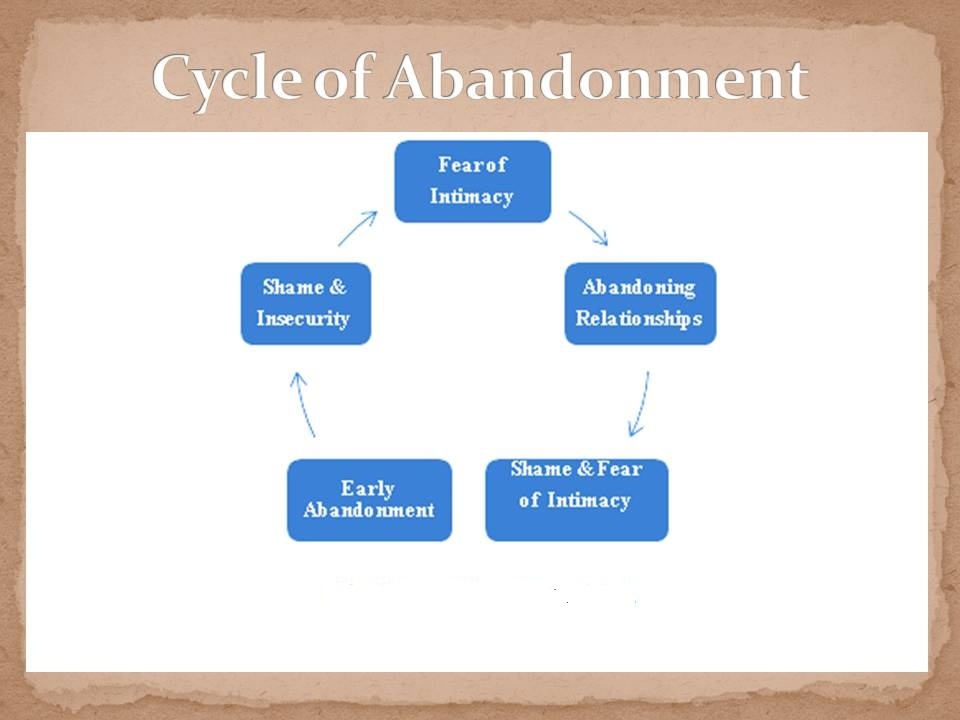 Cycle of Abandonment
Fear of
Intimacy
Shame &
Insecurity
Abandoning
Relationships
Early
Abandonment
Shame & Fear
of Intimacy